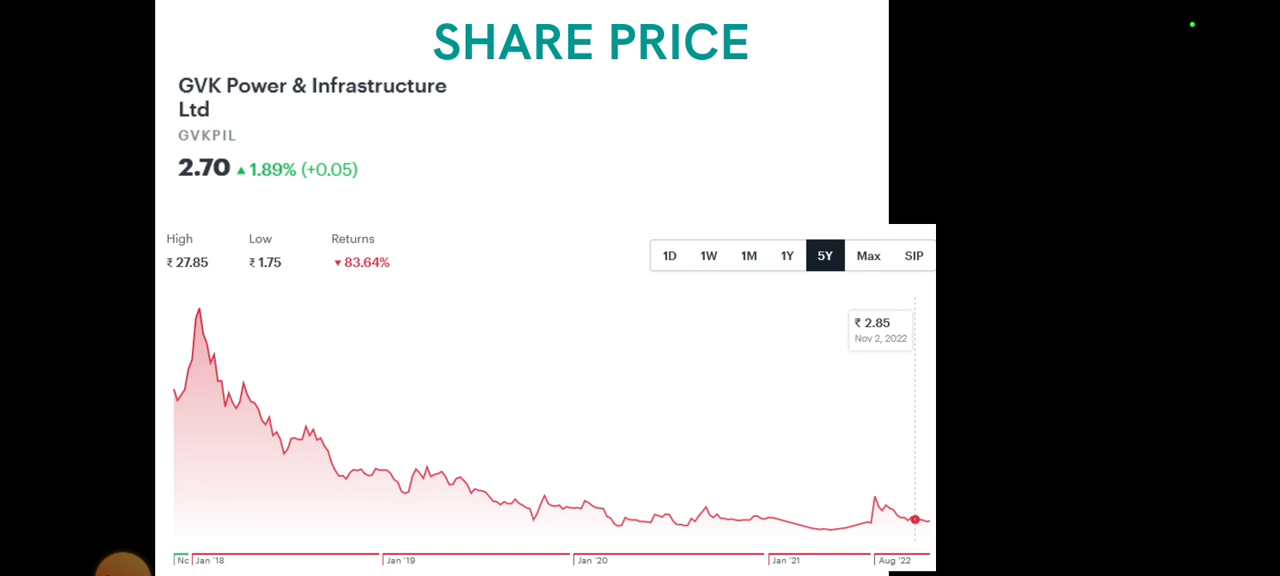 SHARE PRICE
GVK Power & Infrastructure
Ltd
GVKPIL
2.70 ▲ 1.89% (+0.05)
High Low Returns
₹ 27.85 ₹ 1.75 ▼ 83.64%
1D 1W 1M 1Y 5Y Max SIP
₹ 2.85
Nov 2, 2022
Nc Jan '18 Jan '19 Jan '20 Jan '21 Aug '22